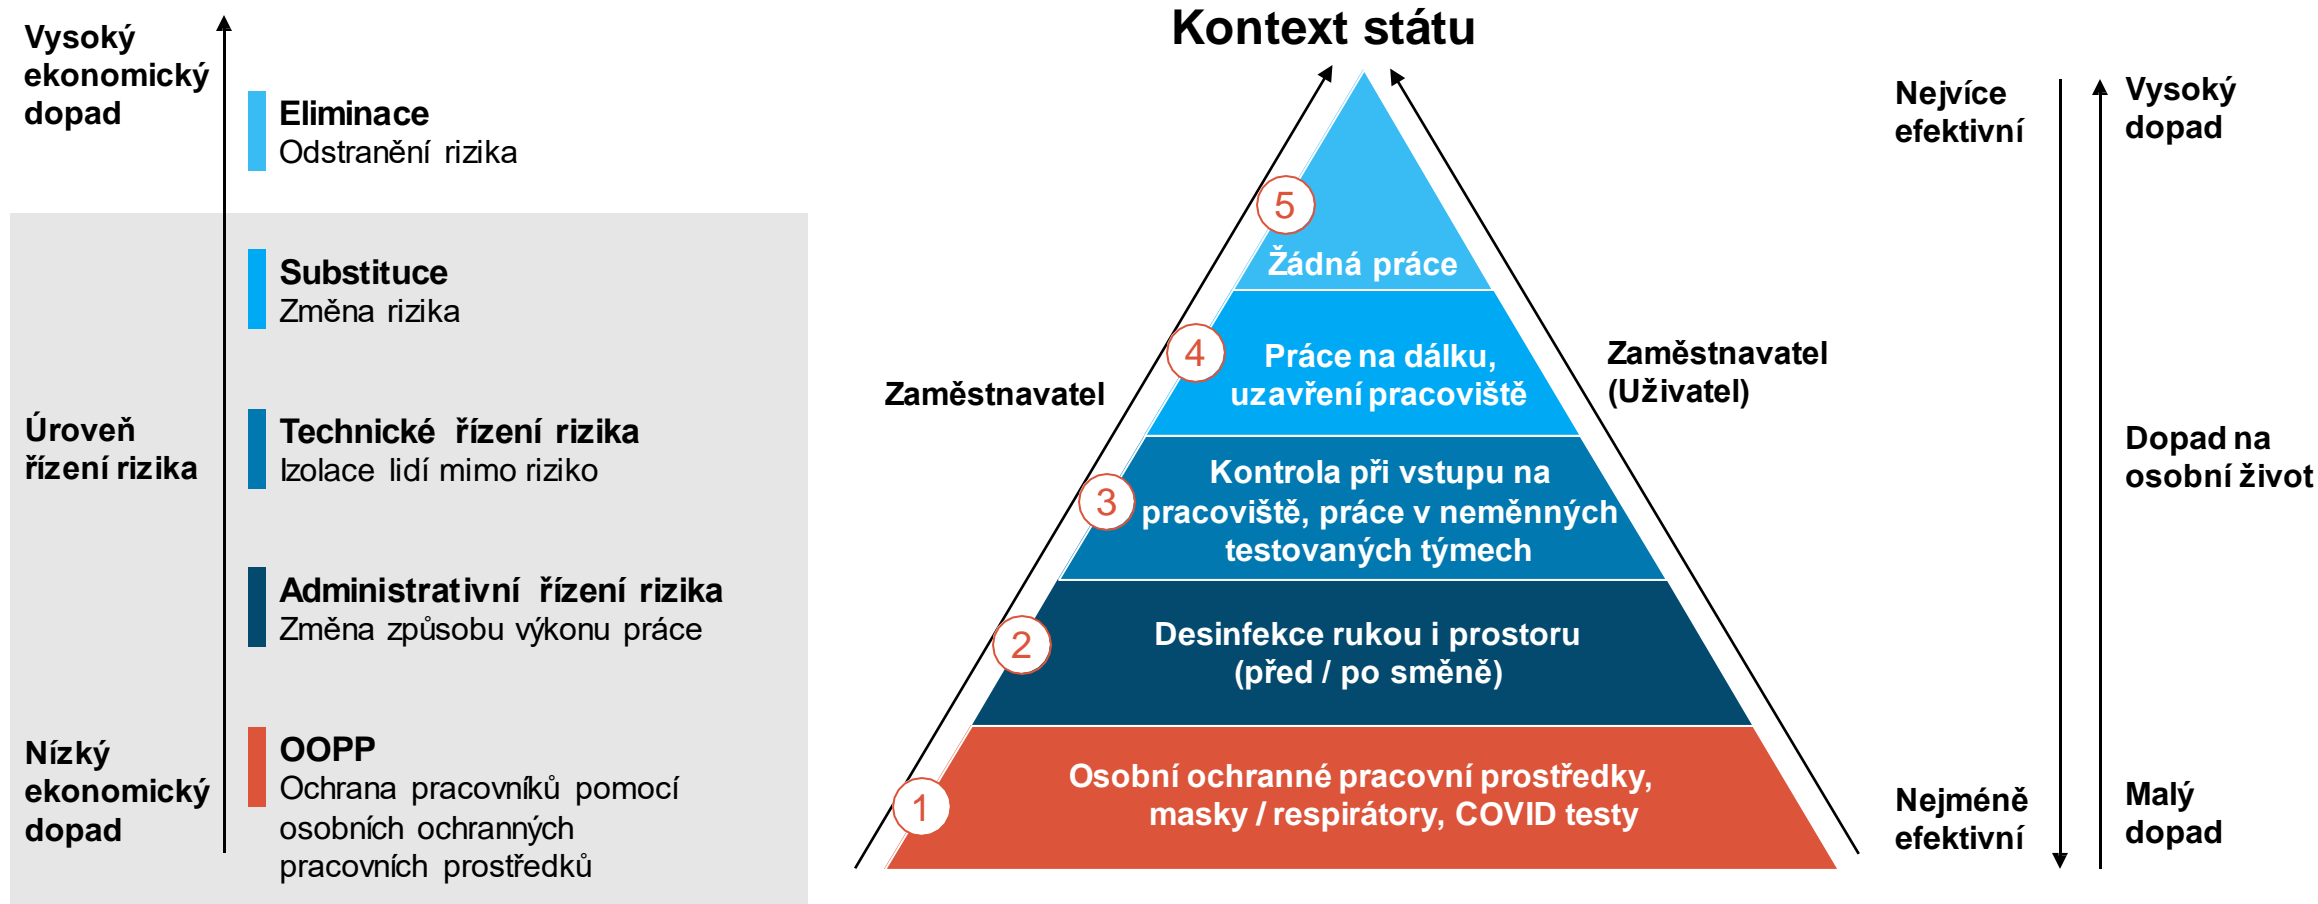 Kontext státu
Vysoký
ekonomický
dopad
Úroveň
řízení rizika
Nízký
ekonomický
dopad
Eliminace
Odstranění rizika
Substituce
Změna rizika
Technické řízení rizika
Izolace lidí mimo riziko
Administrativní řízení rizika
Změna způsobu výkonu práce
OOPP
Ochrana pracovníků pomocí
osobních ochranných
pracovních prostředků
Zaměstnavatel
5
Žádná práce
4
Práce na dálku,
uzavření pracoviště
3
Kontrola při vstupu na
pracoviště, práce v neměnných
testovaných týmech
2
Desinfekce rukou i prostoru
(před / po směně)
1
Osobní ochranné pracovní prostředky,
masky / respirátory, COVID testy
Zaměstnavatel
(Uživatel)
Nejvíce
efektivní
Nejméně
efektivní
Vysoký
dopad
Dopad na
osobní život
Malý
dopad